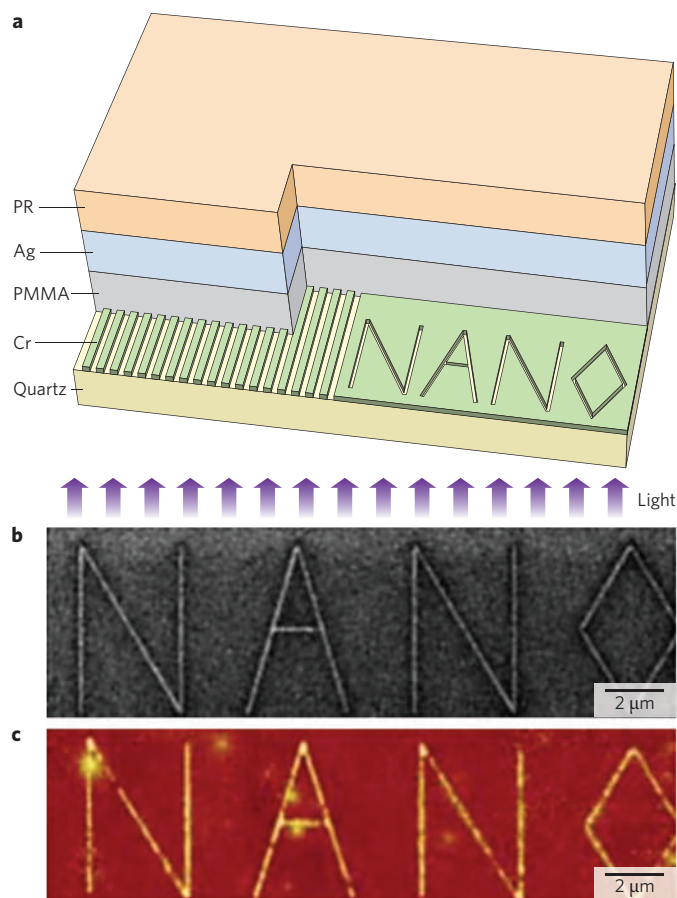 a
PR
Ag
PMMA
Cr
Quartz
NANO
Light
b
NANO
2 μm
c
NANO
2 μm